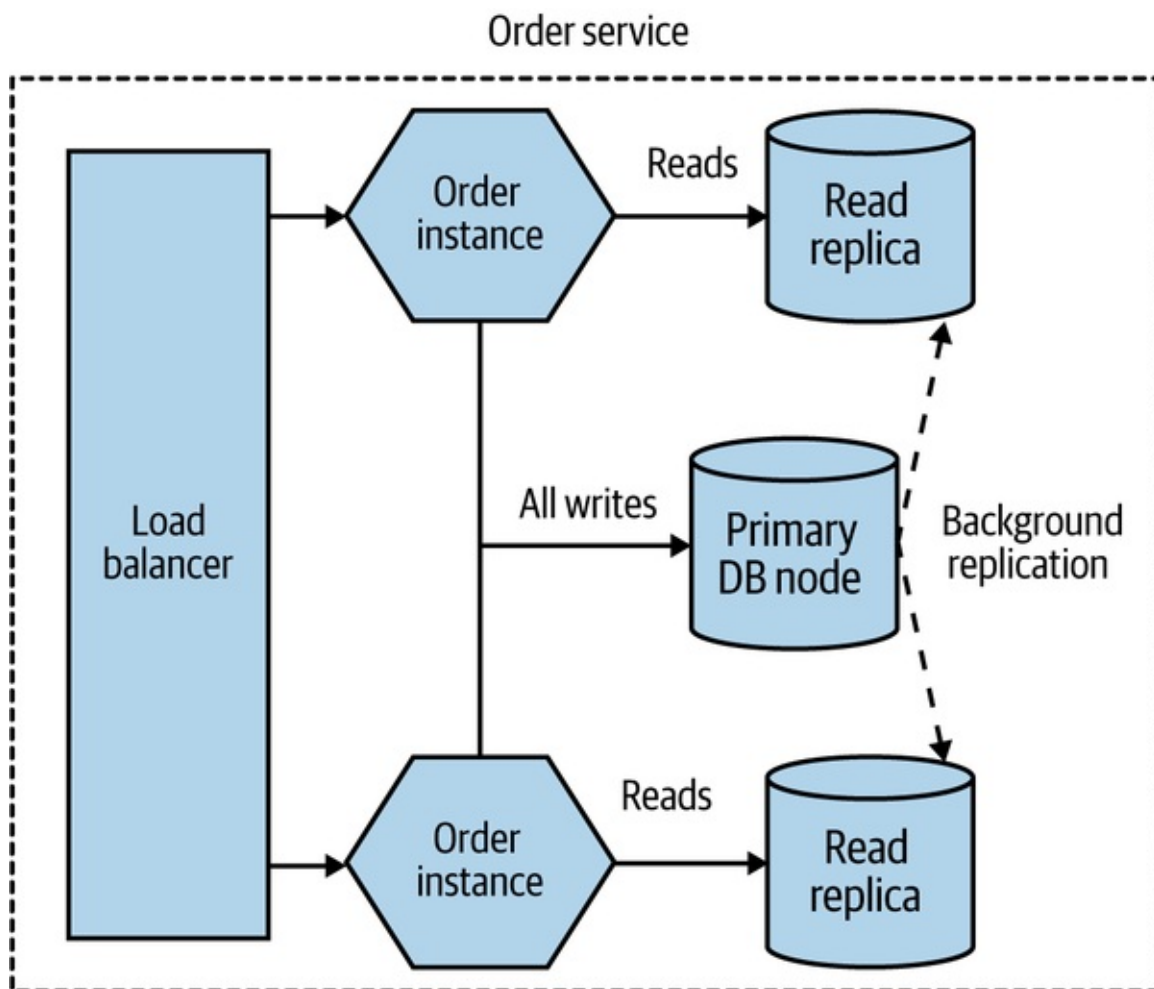 Order service
Load
balancer
Order
instance
Reads
Read
replica
All writes
Primary
DB node
Background
replication
Order
instance
Reads
Read
replica